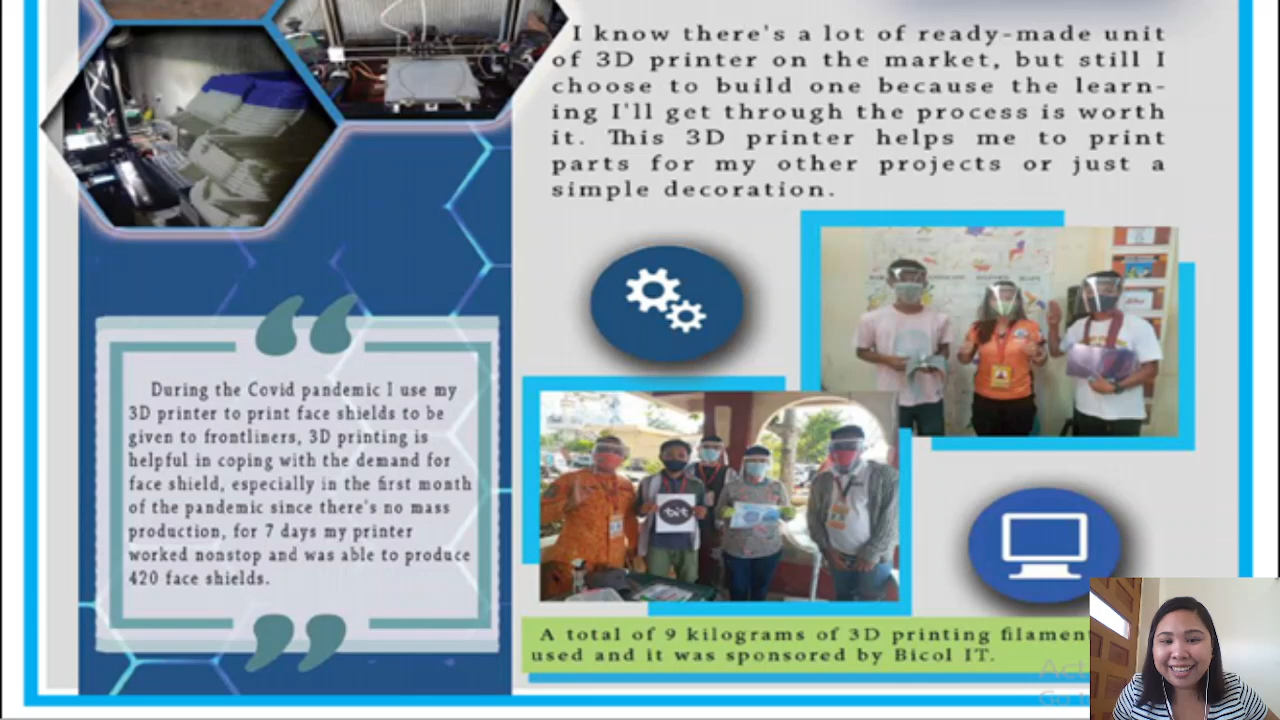 I know there's a lot of ready-made unit
of 3D printer on the market, but still I
choose to build one because the learn-
ing I'll get through the process is worth
it. This 3D printer helps me to print
parts for my other projects or just a
simple decoration.
During the Covid pandemic I use my
3D printer to print face shields to be
given to frontliners, 3D printing is
helpful in coping with the demand for
face shield, especially in the first month
of the pandemic since there's no mass
production, for 7 days my printer
worked nonstop and was able to produce
420 face shields.
bit
A total of 9 kilograms of 3D printing filament
used and it was sponsored by Bicol IT.